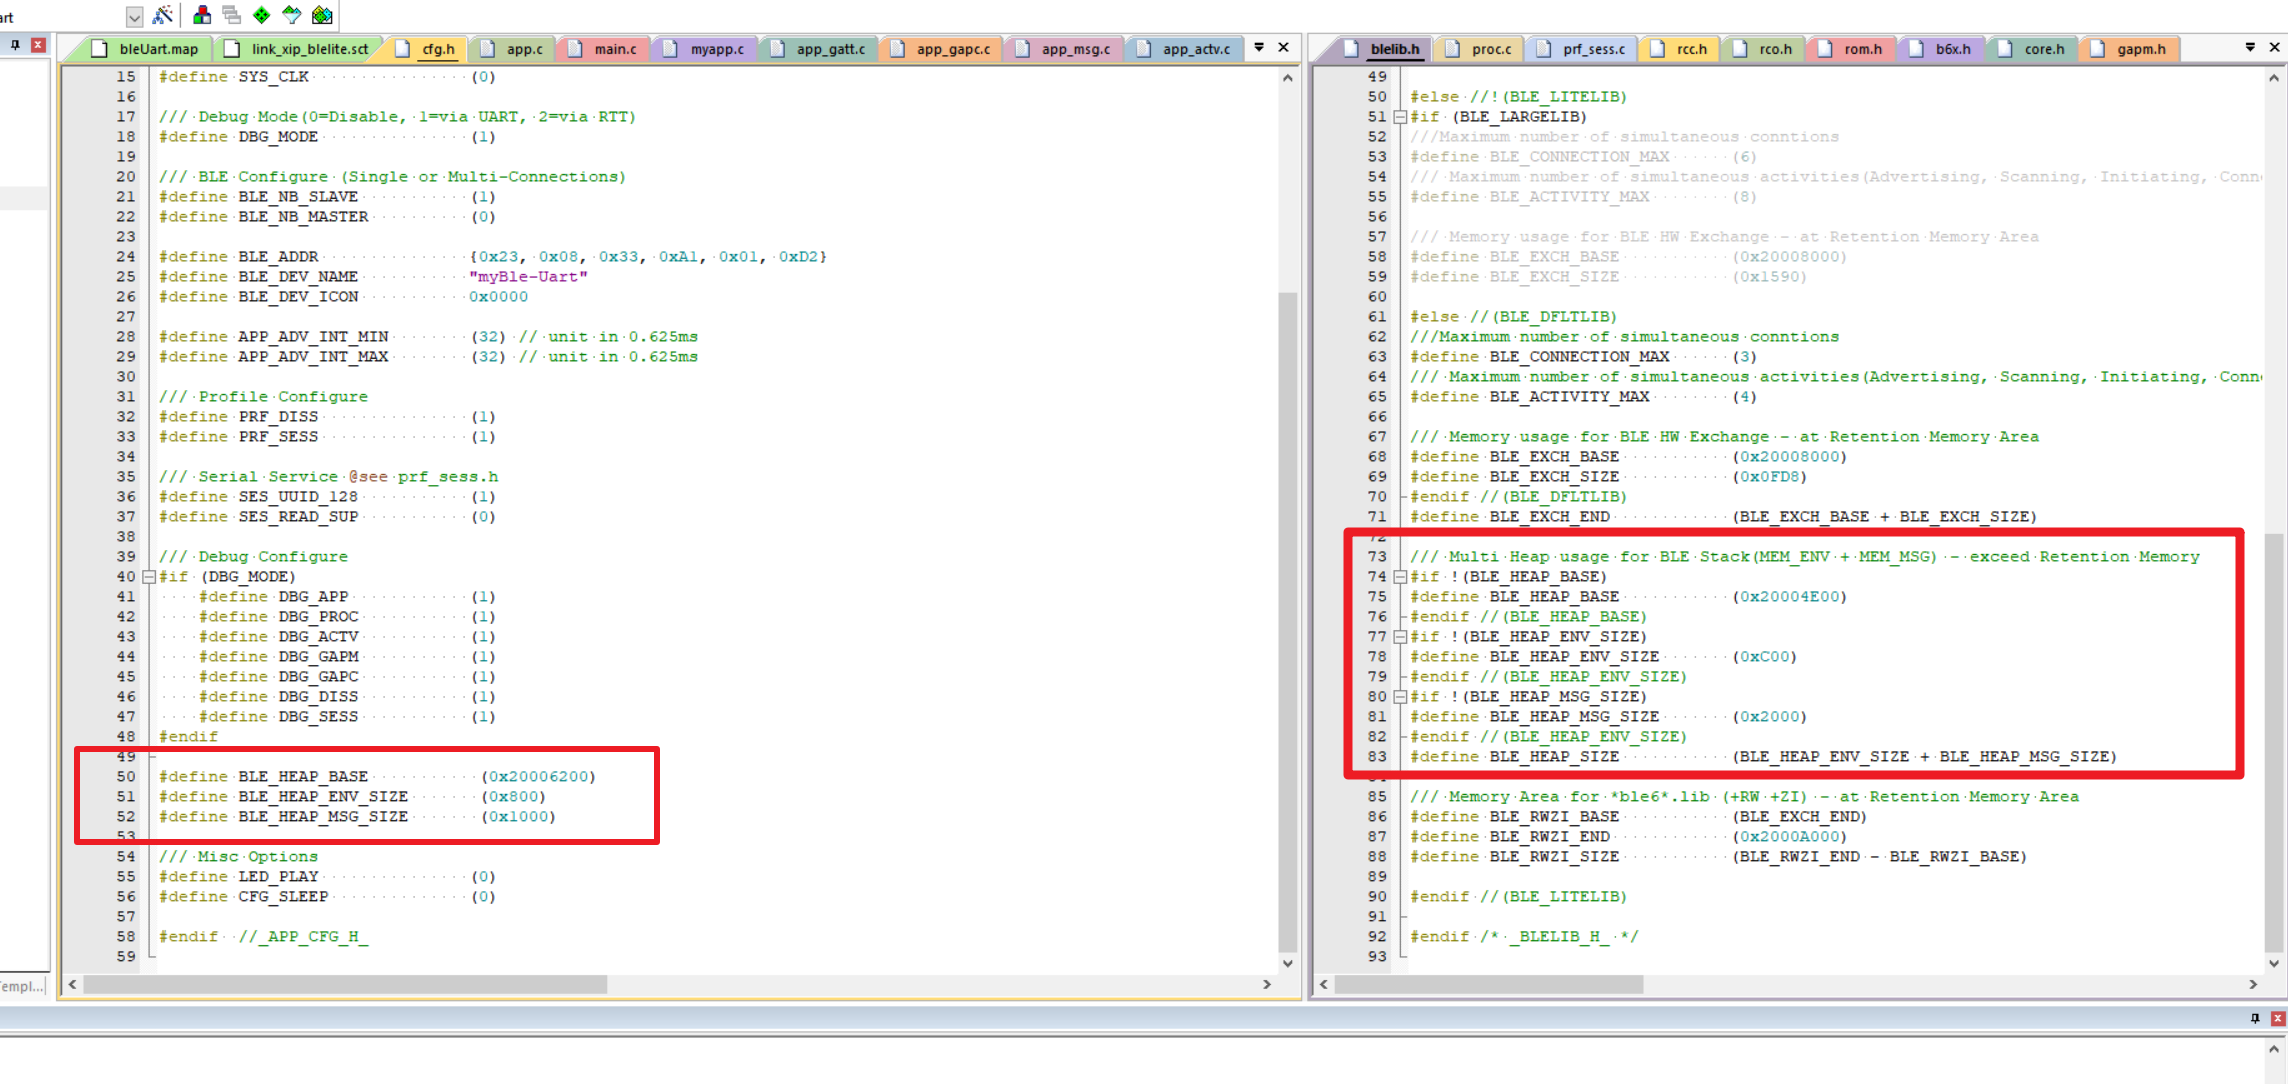 art
bleUart.map link_xip_blelite.sct cfg.h app.c main.c myapp.c app_gatt.c app_gapc.c app_msg.c app_actv.c
15 #define SYS_CLK (0)
16
17 /// Debug Mode(0=Disable, 1=via UART, 2=via RTT)
18 #define DBG_MODE (1)
19
20 /// BLE Configure (Single or Multi-Connections)
21 #define BLE_NB_SLAVE (1)
22 #define BLE_NB_MASTER (0)
23
24 #define BLE_ADDR {0x23, 0x08, 0x33, 0xA1, 0x01, 0xD2}
25 #define BLE_DEV_NAME "myBle-Uart"
26 #define BLE_DEV_ICON 0x0000
27
28 #define APP_ADV_INT_MIN (32) // unit in 0.625ms
29 #define APP_ADV_INT_MAX (32) // unit in 0.625ms
30
31 /// Profile Configure
32 #define PRF_DISS (1)
33 #define PRF_SESS (1)
34
35 /// Serial Service @see prf_sess.h
36 #define SES_UUID_128 (1)
37 #define SES_READ_SUP (0)
38
39 /// Debug Configure
40 #if (DBG_MODE)
41 #define DBG_APP (1)
42 #define DBG_PROC (1)
43 #define DBG_ACTV (1)
44 #define DBG_GAPM (1)
45 #define DBG_GAPC (1)
46 #define DBG_DISS (1)
47 #define DBG_SESS (1)
48 #endif
49
50 #define BLE_HEAP_BASE (0x20006200)
51 #define BLE_HEAP_ENV_SIZE (0x800)
52 #define BLE_HEAP_MSG_SIZE (0x1000)
53
54 /// Misc Options
55 #define LED_PLAY (0)
56 #define CFG_SLEEP (0)
57
58 #endif //_APP_CFG_H_
59
Templ...
blelib.h proc.c prf_sess.c rcc.h rco.h rom.h b6x.h core.h gapm.h
49
50 #else //!(BLE_LITELIB)
51 #if (BLE_LARGELIB)
52 ///Maximum number of simultaneous conntions
53 #define BLE_CONNECTION_MAX (6)
54 /// Maximum number of simultaneous activities(Advertising, Scanning, Initiating, Conn
55 #define BLE_ACTIVITY_MAX (8)
56
57 /// Memory usage for BLE HW Exchange - at Retention Memory Area
58 #define BLE_EXCH_BASE (0x20008000)
59 #define BLE_EXCH_SIZE (0x1590)
60
61 #else //(BLE_DFLTLIB)
62 ///Maximum number of simultaneous conntions
63 #define BLE_CONNECTION_MAX (3)
64 /// Maximum number of simultaneous activities(Advertising, Scanning, Initiating, Conn
65 #define BLE_ACTIVITY_MAX (4)
66
67 /// Memory usage for BLE HW Exchange - at Retention Memory Area
68 #define BLE_EXCH_BASE (0x20008000)
69 #define BLE_EXCH_SIZE (0x0FD8)
70 #endif //(BLE_DFLTLIB)
71 #define BLE_EXCH_END (BLE_EXCH_BASE + BLE_EXCH_SIZE)
72
73 /// Multi Heap usage for BLE Stack(MEM_ENV + MEM_MSG) - exceed Retention Memory
74 #if !(BLE_HEAP_BASE)
75 #define BLE_HEAP_BASE (0x20004E00)
76 #endif //(BLE_HEAP_BASE)
77 #if !(BLE_HEAP_ENV_SIZE)
78 #define BLE_HEAP_ENV_SIZE (0xC00)
79 #endif //(BLE_HEAP_ENV_SIZE)
80 #if !(BLE_HEAP_MSG_SIZE)
81 #define BLE_HEAP_MSG_SIZE (0x2000)
82 #endif //(BLE_HEAP_ENV_SIZE)
83 #define BLE_HEAP_SIZE (BLE_HEAP_ENV_SIZE + BLE_HEAP_MSG_SIZE)
85 /// Memory Area for *ble6*.lib (+RW +ZI) - at Retention Memory Area
86 #define BLE_RWZI_BASE (BLE_EXCH_END)
87 #define BLE_RWZI_END (0x2000A000)
88 #define BLE_RWZI_SIZE (BLE_RWZI_END - BLE_RWZI_BASE)
89
90 #endif //(BLE_LITELIB)
91
92 #endif /* _BLELIB_H_ */
93